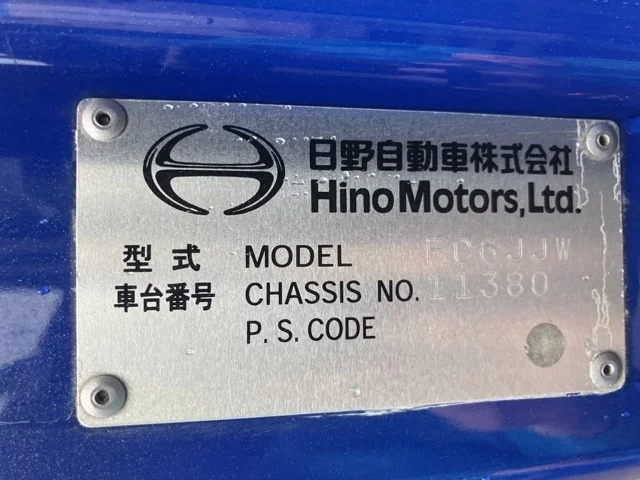 日野自動車株式会社
Hino Motors, Ltd.
型式 MODEL FC6JJW
車台番号 CHASSIS NO. 11380
P. S. CODE